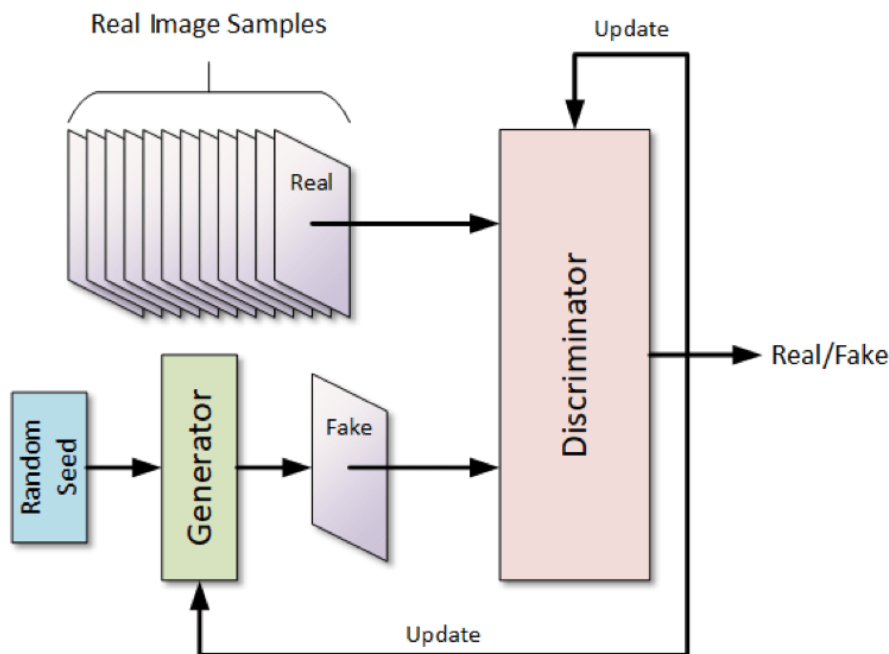 Real Image Samples
Update
Real
Discriminator
Real/Fake
Random
Seed
Generator
Fake
Update